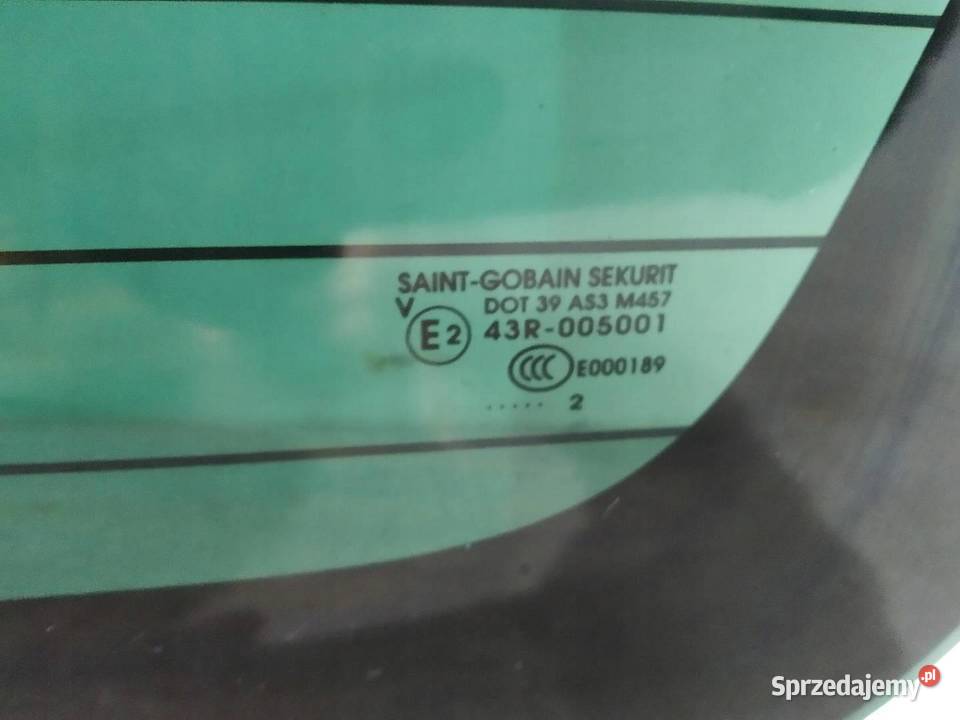 SAINT-GOBAIN SEKURIT
V DOT 39 AS3 M457
E2 43R-005001
CCC E000189
..... 2
Sprzedajemy.pl